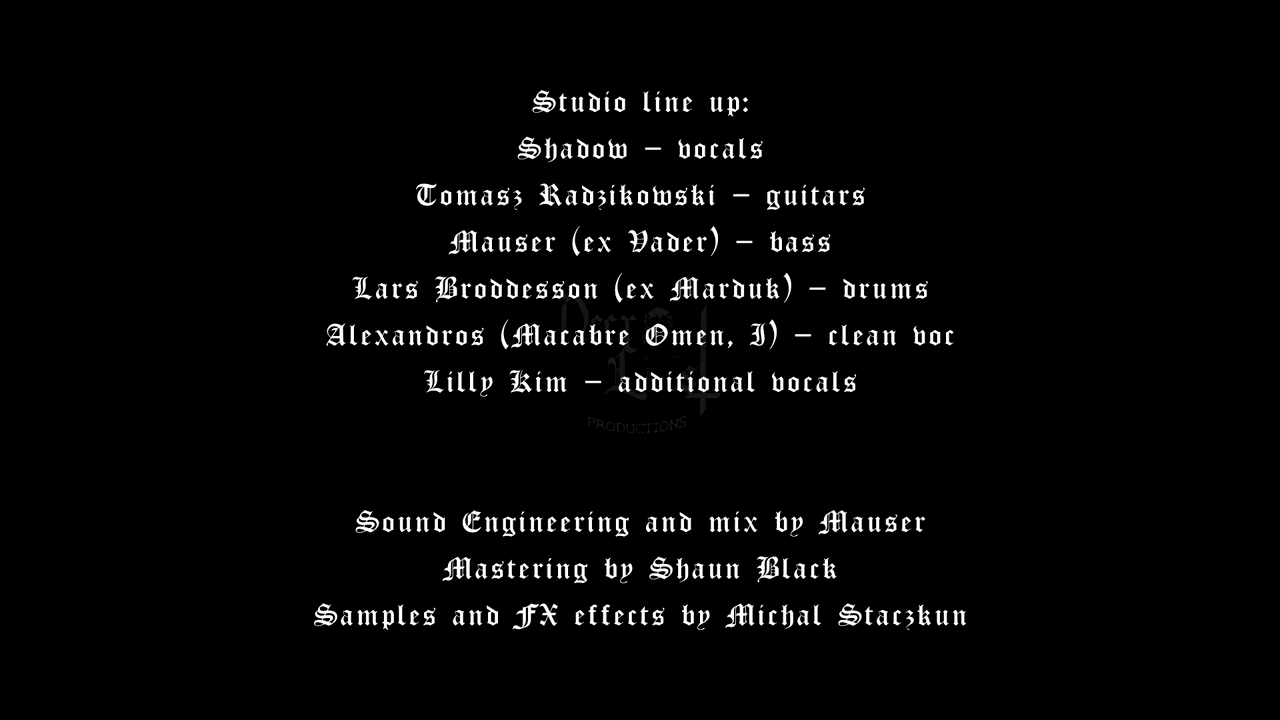 Studio line up:
Shadow – vocals
Tomasz Radzikowski – guitars
Mauser (ex Vader) – bass
Lars Broddesson (ex Marduk) – drums
Alexandros (Macabre Omen, I) – clean voc
Lilly Kim – additional vocals
PRODUCTIONS
Sound Engineering and mix by Mauser
Mastering by Shaun Black
Samples and FX effects by Michal Staczkun